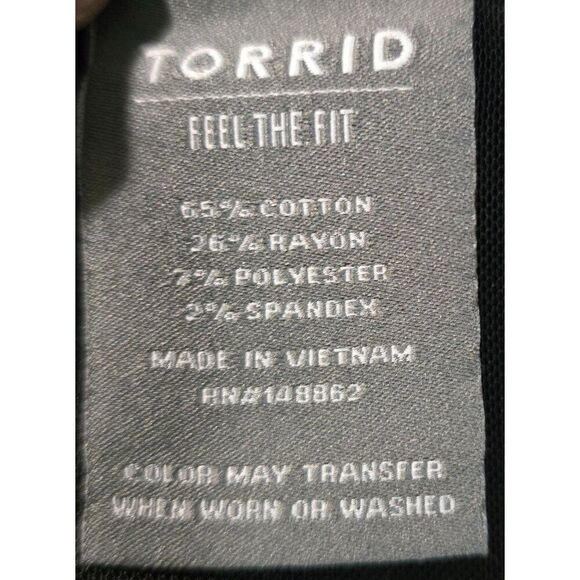 TORRID
FEEL THE FIT
65% COTTON
26% RAYON
7% POLYESTER
2% SPANDEX
MADE IN VIETNAM
RN#148862
COLOR MAY TRANSFER
WHEN WORN OR WASHED